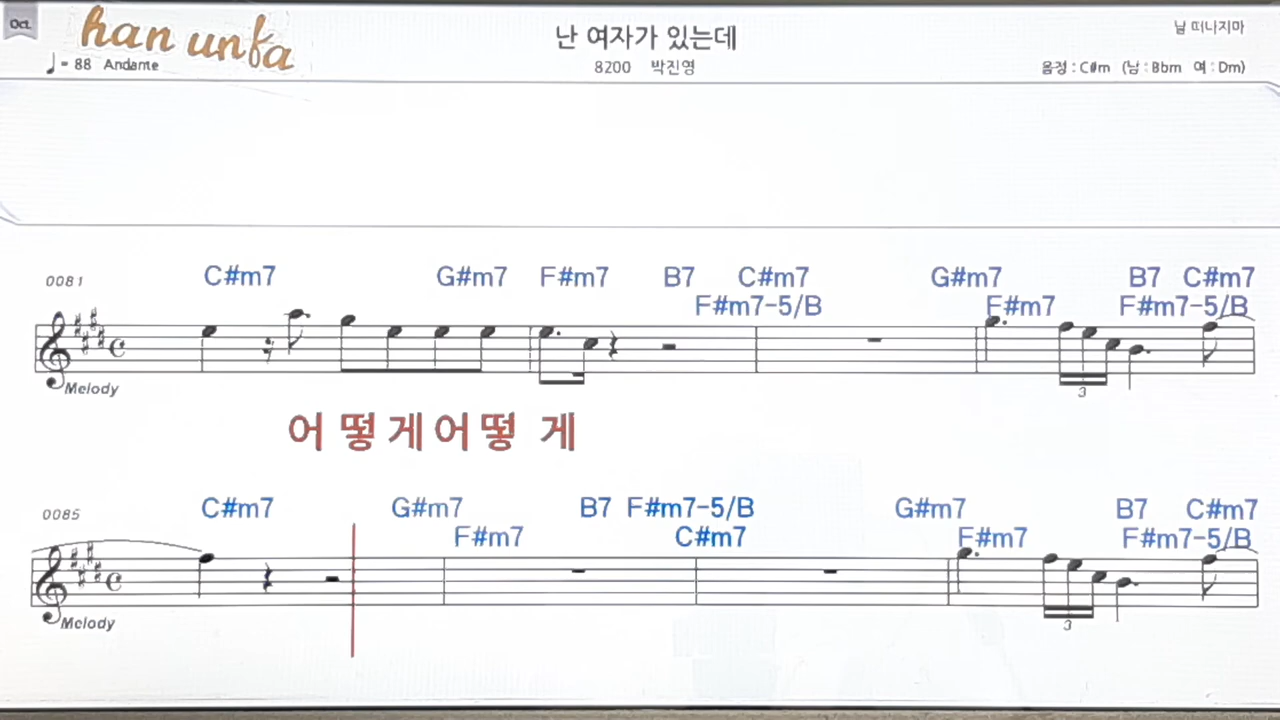 Oct.
han unfa
난 여자가 있는데
날 떠나지마
♩= 88 Andante
8200 박진영
음정 : C#m (남 : Bbm 여 : Dm)
0081
C#m7 G#m7 F#m7 B7 C#m7 G#m7 B7 C#m7
F#m7-5/B F#m7 F#m7-5/B
Melody
3
어 떻 게 어 떻 게
0085
C#m7 G#m7 B7 F#m7-5/B G#m7 B7 C#m7
F#m7 C#m7 F#m7 F#m7-5/B
Melody
3